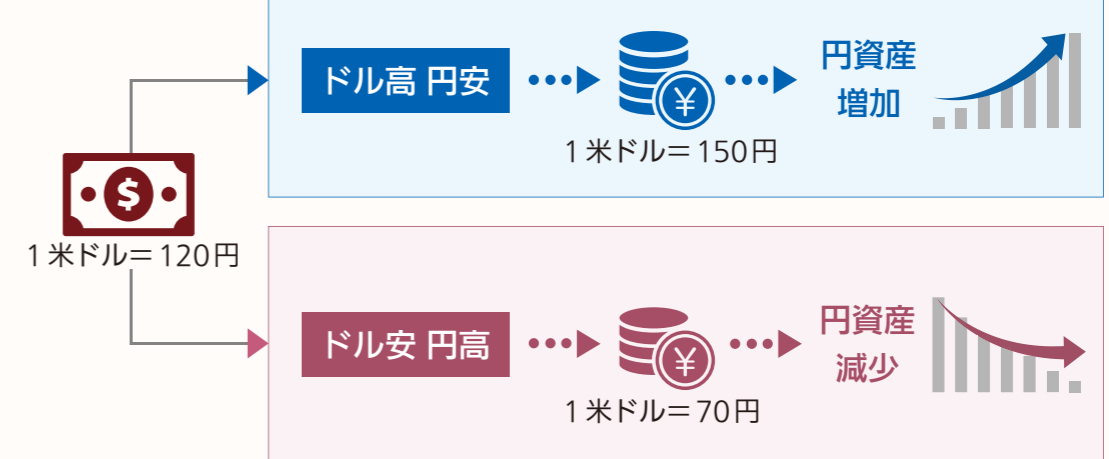 ドル高 円安
円資産
増加
1米ドル＝150円
$
¥
1米ドル＝120円
ドル安 円高
円資産
減少
¥
1米ドル＝70円